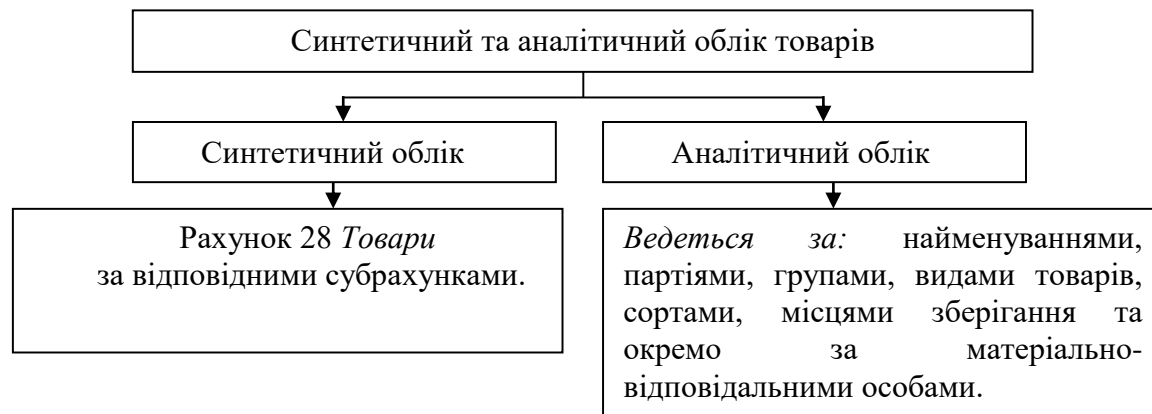 Синтетичний та аналітичний облік товарів
Синтетичний облік
Аналітичний облік
Рахунок 28 Товари
за відповідними субрахунками.
Ведеться за: найменуваннями,
партіями, групами, видами товарів,
сортами, місцями зберігання та
окремо за матеріально-
відповідальними особами.